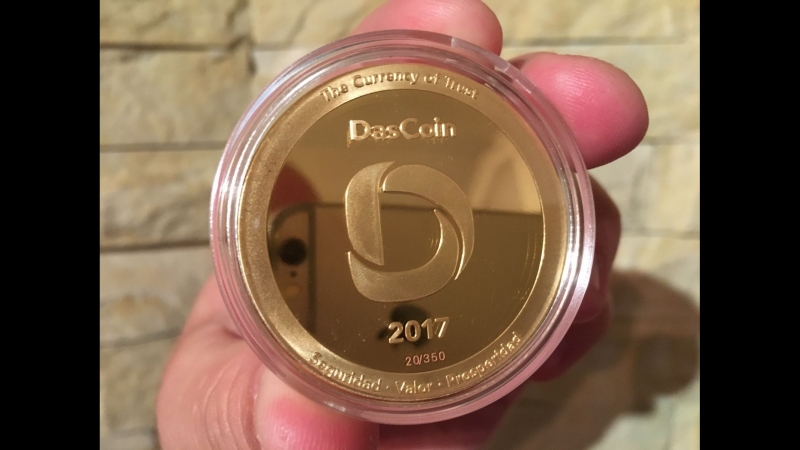 The Currency of Trust
DasCoin
2017
20/350
Seguridad · Valor · Prosperidad